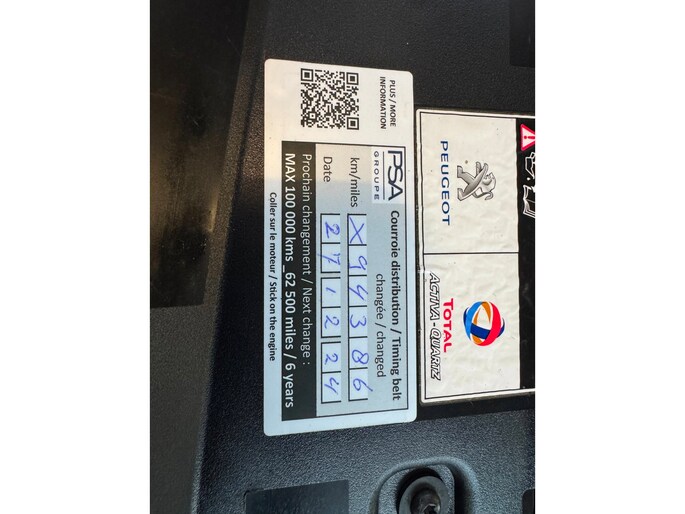 PLUS / MORE
INFORMATION
PSA
GROUPE
Courroie distribution / Timing belt
changée / changed
km/miles X 9 4 3 8 6
Date 2 7 1 2 2 4
Prochain changement / Next change :
MAX 100 000 kms_62 500 miles / 6 years
Coller sur le moteur / Stick on the engine
PEUGEOT
TOTAL
ACTIVA-QUARTZ